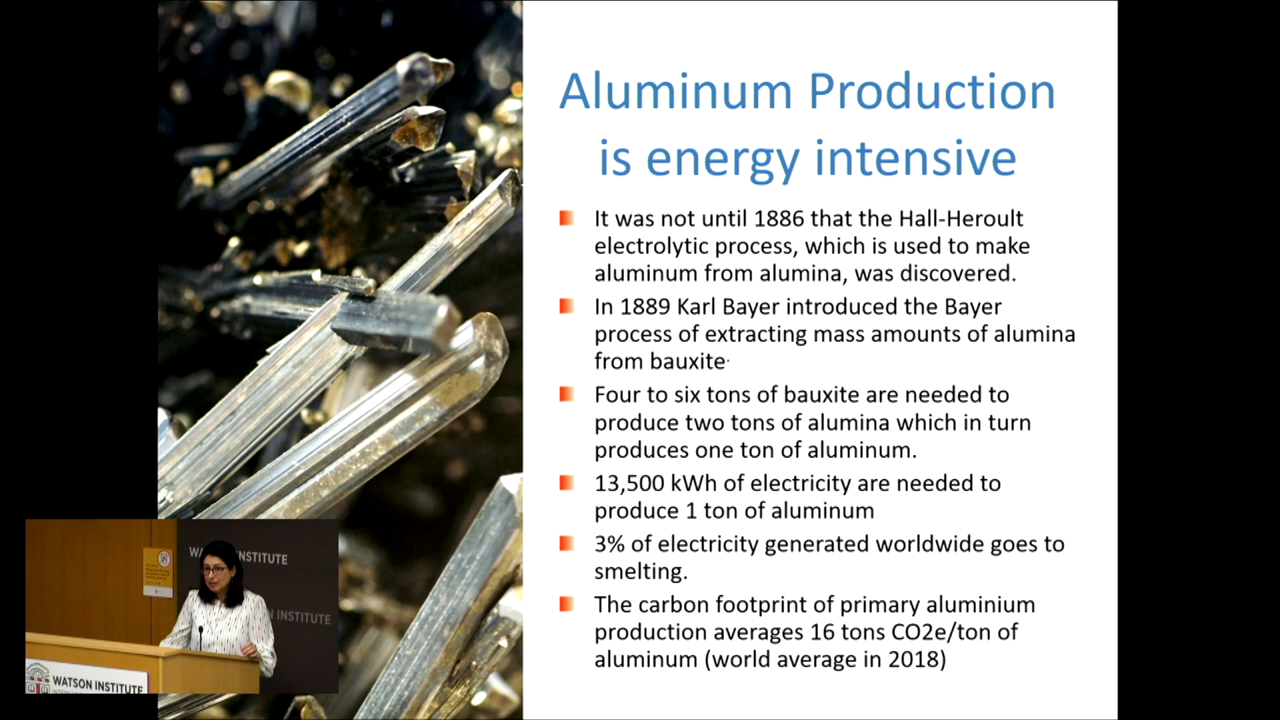 Aluminum Production
is energy intensive
It was not until 1886 that the Hall-Heroult
electrolytic process, which is used to make
aluminum from alumina, was discovered.
In 1889 Karl Bayer introduced the Bayer
process of extracting mass amounts of alumina
from bauxite.
Four to six tons of bauxite are needed to
produce two tons of alumina which in turn
produces one ton of aluminum.
13,500 kWh of electricity are needed to
produce 1 ton of aluminum
3% of electricity generated worldwide goes to
smelting.
The carbon footprint of primary aluminium
production averages 16 tons CO2e/ton of
aluminum (world average in 2018)
INSTITUTE
INSTITUTE
WATSON INSTITUTE